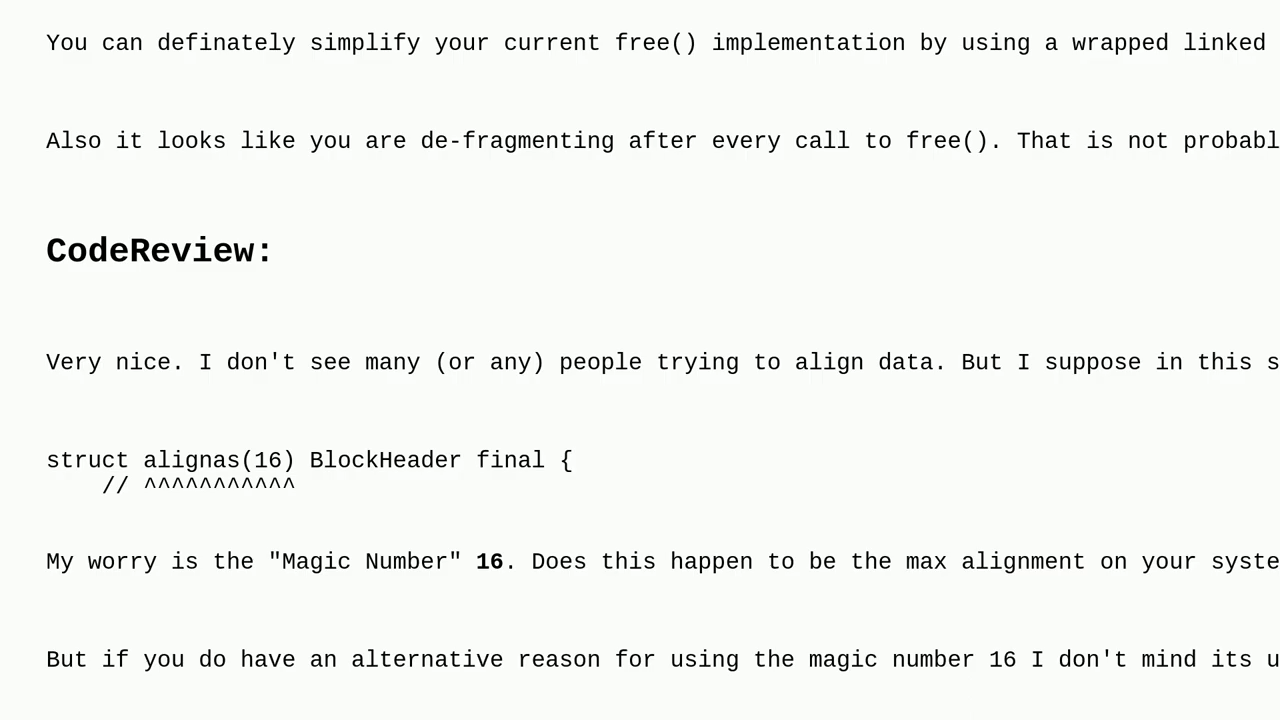 You can definately simplify your current free() implementation by using a wrapped linked
Also it looks like you are de-fragmenting after every call to free(). That is not probabl
CodeReview:
Very nice. I don't see many (or any) people trying to align data. But I suppose in this s
struct alignas(16) BlockHeader final {
    // ^^^^^^^^^^^
My worry is the "Magic Number" 16. Does this happen to be the max alignment on your syste
But if you do have an alternative reason for using the magic number 16 I don't mind its u